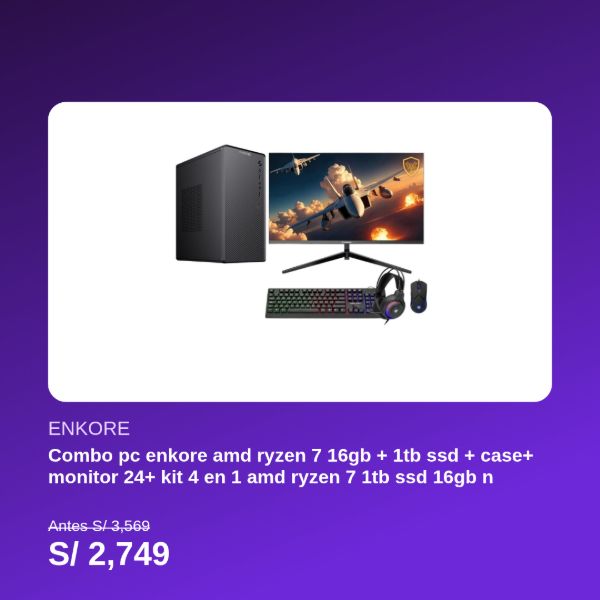 ENKORE
Combo pc enkore amd ryzen 7 16gb + 1tb ssd + case+
monitor 24+ kit 4 en 1 amd ryzen 7 1tb ssd 16gb n
Antes S/ 3,569
S/ 2,749